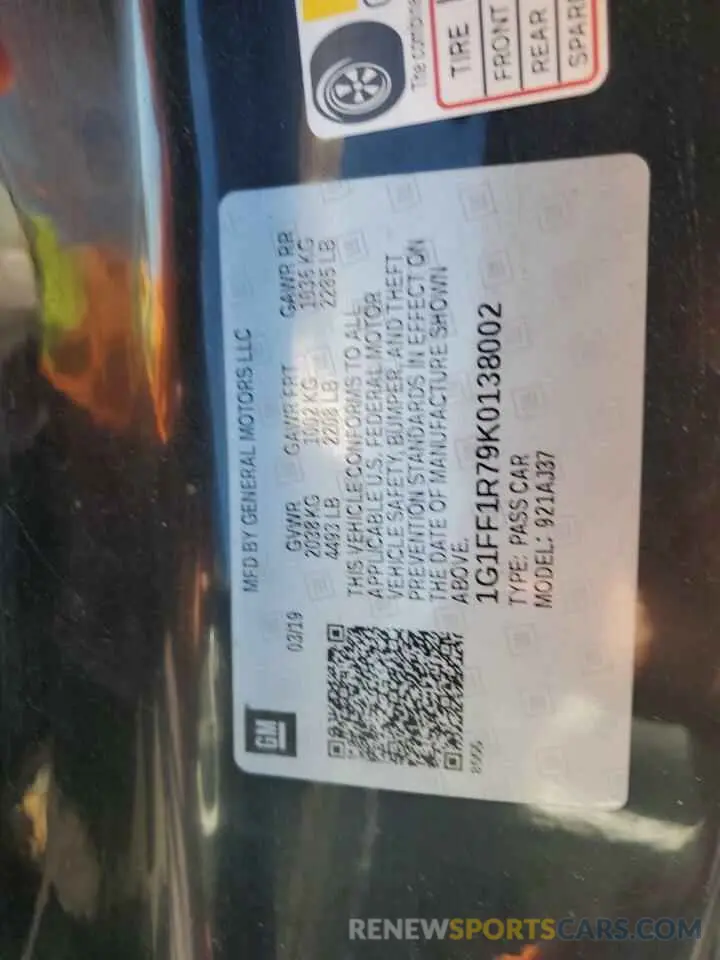 The combine
TIRE
FRONT
REAR
SPARE
GM
MFD BY GENERAL MOTORS LLC
03/19
GVWR GAWR FRT GAWR RR
2038 KG 1002 KG 1036 KG
4493 LB 2208 LB 2285 LB
THIS VEHICLE CONFORMS TO ALL
APPLICABLE U.S. FEDERAL MOTOR
VEHICLE SAFETY, BUMPER, AND THEFT
PREVENTION STANDARDS IN EFFECT ON
THE DATE OF MANUFACTURE SHOWN
ABOVE.
1G1FF1R79K0138002
TYPE: PASS CAR
MODEL: 921AJ37
RENEWSPORTSCARS.COM